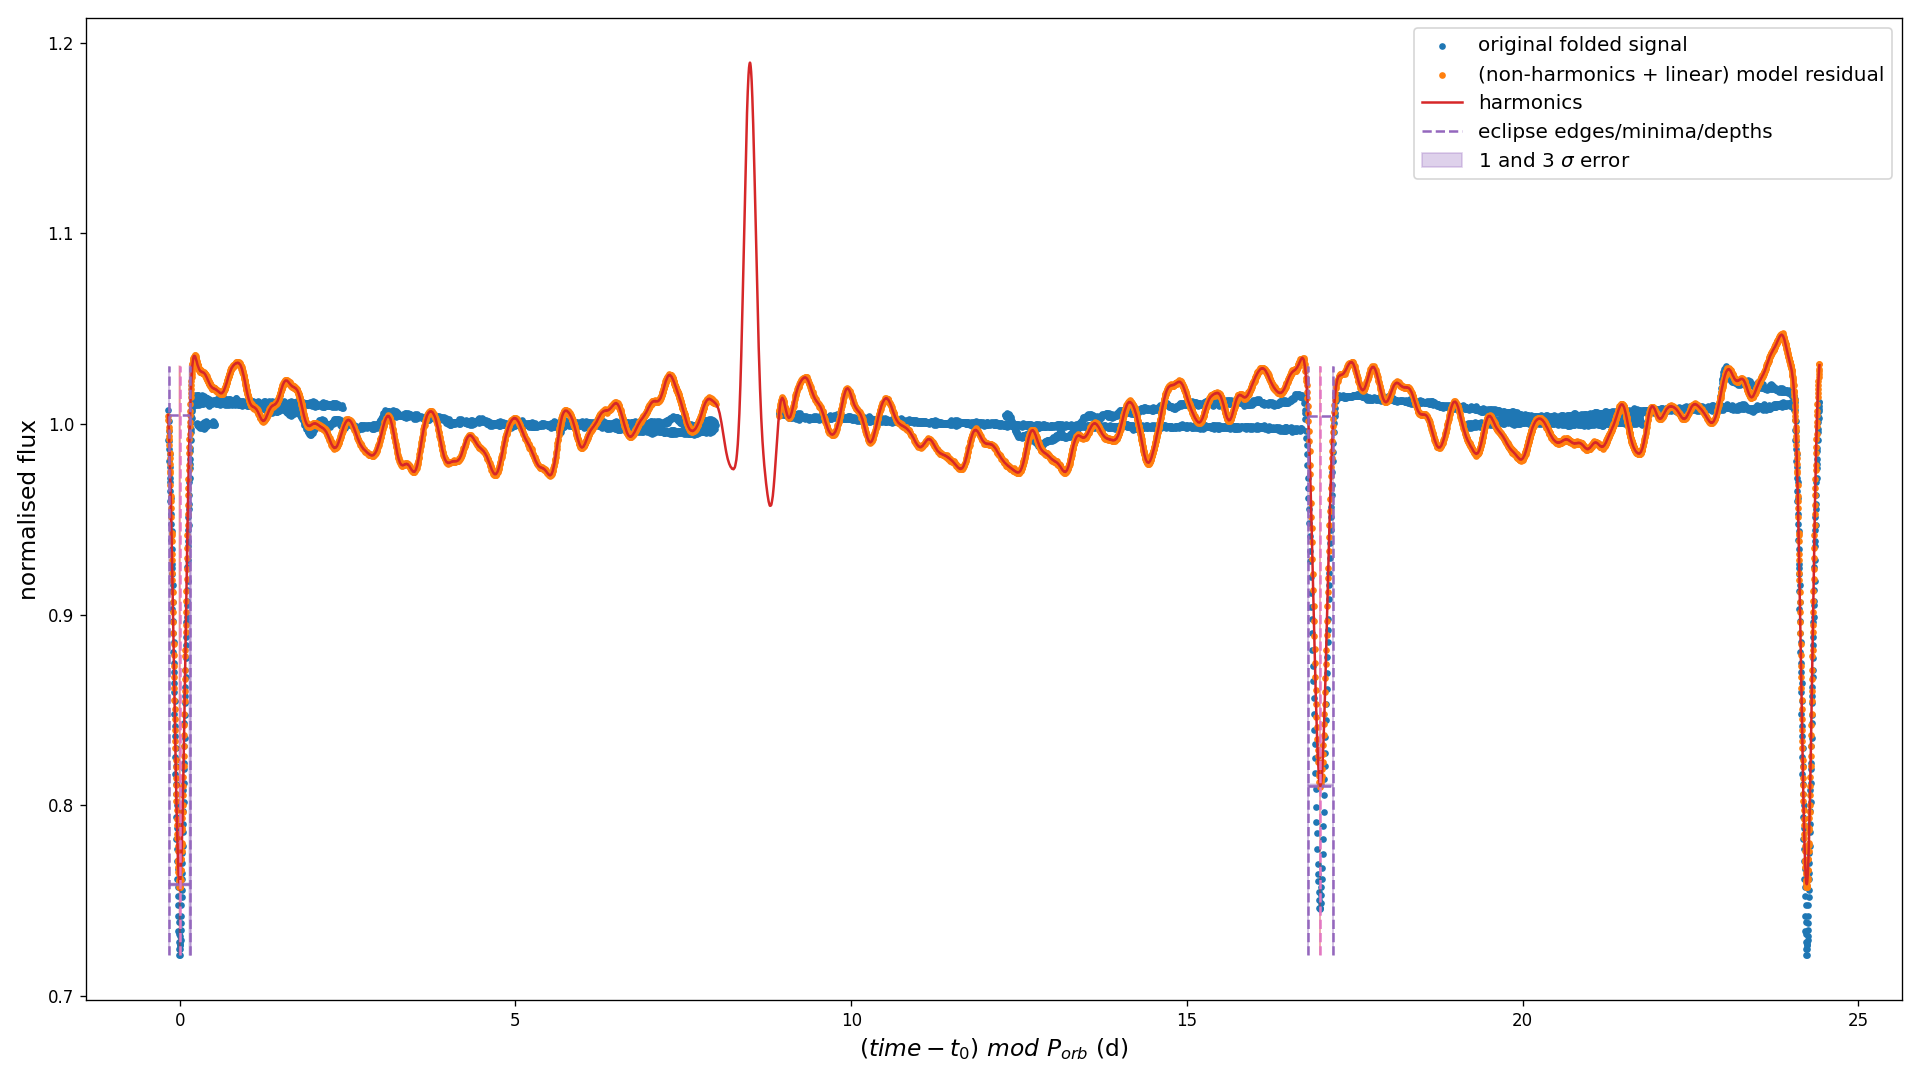 1.2
1.1
1.0
0.9
0.8
0.7
normalised flux
original folded signal
(non-harmonics + linear) model residual
harmonics
eclipse edges/minima/depths
1 and 3 σ error
0 5 10 15 20 25
(time − t₀) mod P_orb (d)